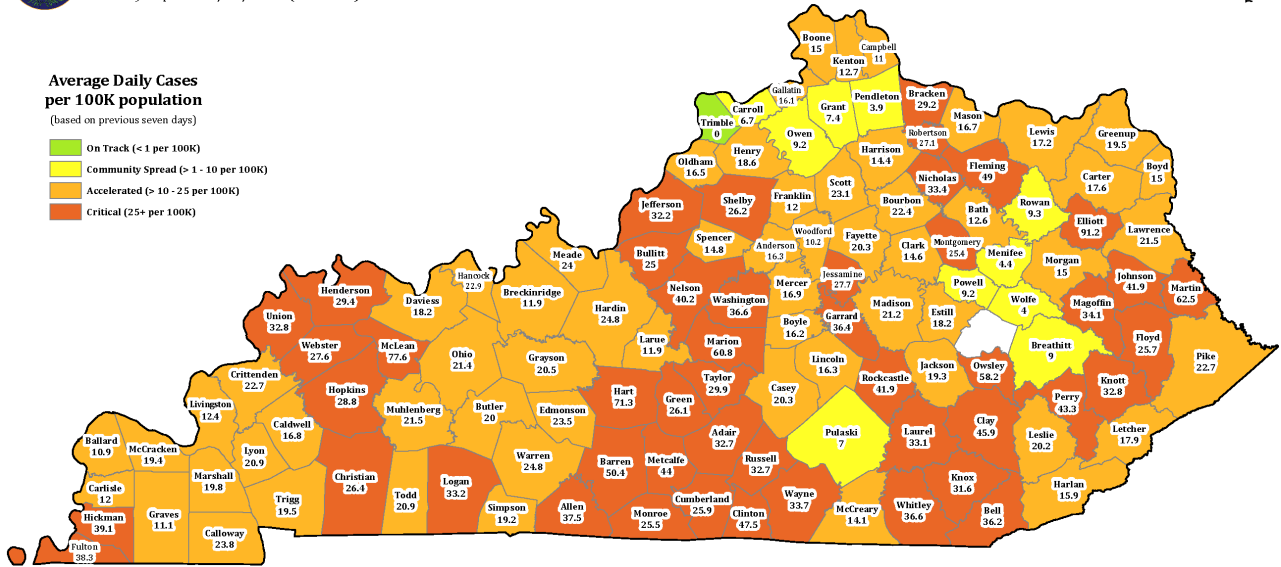 Average Daily Cases
per 100K population
(based on previous seven days)
On Track (< 1 per 100K)
Community Spread (> 1 - 10 per 100K)
Accelerated (> 10 - 25 per 100K)
Critical (25+ per 100K)
Boone
15
Campbell
11
Kenton
12.7
Gallatin
16.1
Carroll
6.7
Trimble
0
Grant
7.4
Pendleton
3.9
Bracken
29.2
Mason
16.7
Robertson
27.1
Lewis
17.2
Greenup
19.5
Boyd
15
Carter
17.6
Owen
9.2
Henry
18.6
Oldham
16.5
Harrison
14.4
Nicholas
33.4
Fleming
49
Rowan
9.3
Elliott
91.2
Lawrence
21.5
Jefferson
32.2
Shelby
26.2
Franklin
12
Scott
23.1
Bourbon
22.4
Bath
12.6
Spencer
14.8
Anderson
16.3
Woodford
10.2
Fayette
20.3
Clark
14.6
Montgomery
25.4
Menifee
4.4
Morgan
15
Johnson
41.9
Martin
62.5
Bullitt
25
Meade
24
Hancock
22.9
Breckinridge
11.9
Hardin
24.8
Nelson
40.2
Washington
36.6
Mercer
16.9
Jessamine
27.7
Garrard
36.4
Madison
21.2
Estill
18.2
Powell
9.2
Wolfe
4
Magoffin
34.1
Floyd
25.7
Pike
22.7
Henderson
29.4
Daviess
18.2
Union
32.8
Webster
27.6
McLean
77.6
Ohio
21.4
Grayson
20.5
Larue
11.9
Marion
60.8
Boyle
16.2
Lincoln
16.3
Rockcastle
41.9
Jackson
19.3
Owsley
58.2
Breathitt
9
Knott
32.8
Perry
43.3
Letcher
17.9
Crittenden
22.7
Livingston
12.4
Hopkins
28.8
Muhlenberg
21.5
Butler
20
Edmonson
23.5
Hart
71.3
Green
26.1
Taylor
29.9
Casey
20.3
Pulaski
7
Laurel
33.1
Clay
45.9
Leslie
20.2
Harlan
15.9
Ballard
10.9
McCracken
19.4
Caldwell
16.8
Lyon
20.9
Marshall
19.8
Carlisle
12
Hickman
39.1
Fulton
38.3
Graves
11.1
Calloway
23.8
Trigg
19.5
Christian
26.4
Todd
20.9
Logan
33.2
Warren
24.8
Simpson
19.2
Allen
37.5
Barren
50.4
Metcalfe
44
Adair
32.7
Russell
32.7
Monroe
25.5
Cumberland
25.9
Clinton
47.5
Wayne
33.7
McCreary
14.1
Whitley
36.6
Knox
31.6
Bell
36.2